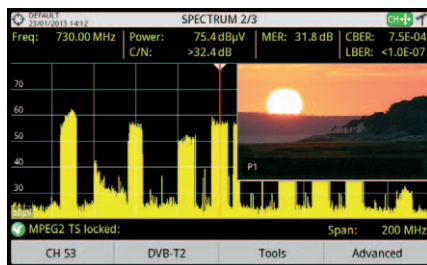 DEFAULT
23/01/2013 14:12
SPECTRUM 2/3
CH
Freq: 730.00 MHz
Power: 75.4 dBµV
MER: 31.8 dB
CBER: 7.5E-04
C/N: >32.4 dB
LBER: <1.0E-07
70
60
50
40
30
dBµV
P1
MPEG2 TS locked:
Span: 200 MHz
CH 53
DVB-T2
Tools
Advanced